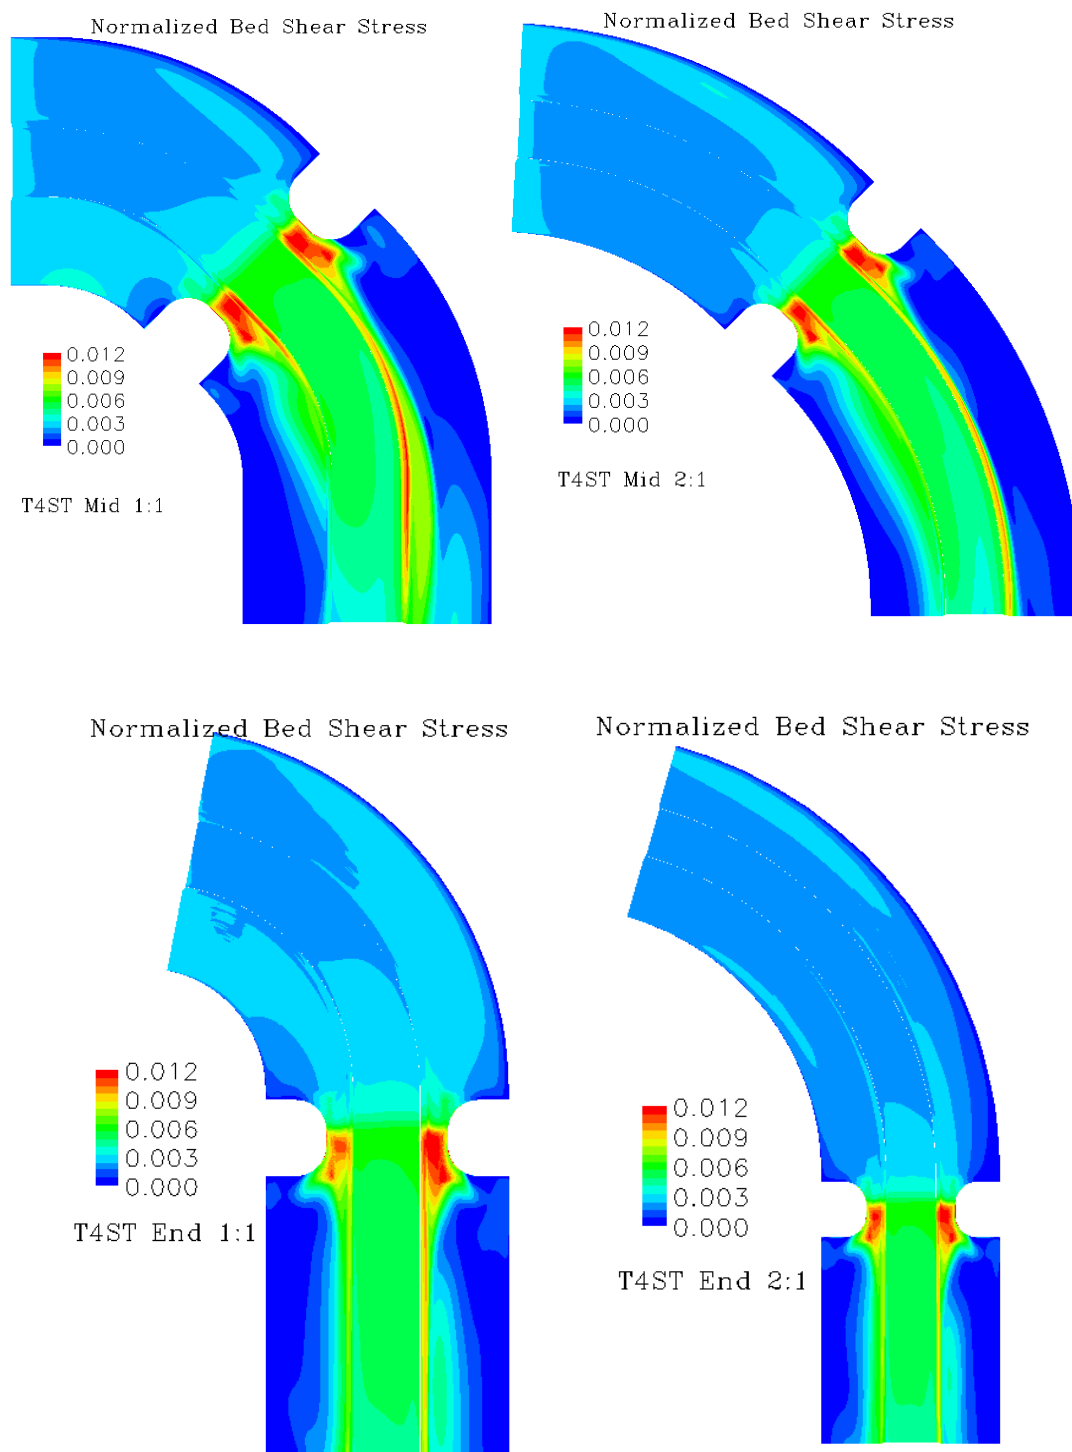 Normalized Bed Shear Stress
0.012
0.009
0.006
0.003
0.000
T4ST Mid 1:1
Normalized Bed Shear Stress
0.012
0.009
0.006
0.003
0.000
T4ST Mid 2:1
Normalized Bed Shear Stress
0.012
0.009
0.006
0.003
0.000
T4ST End 1:1
Normalized Bed Shear Stress
0.012
0.009
0.006
0.003
0.000
T4ST End 2:1